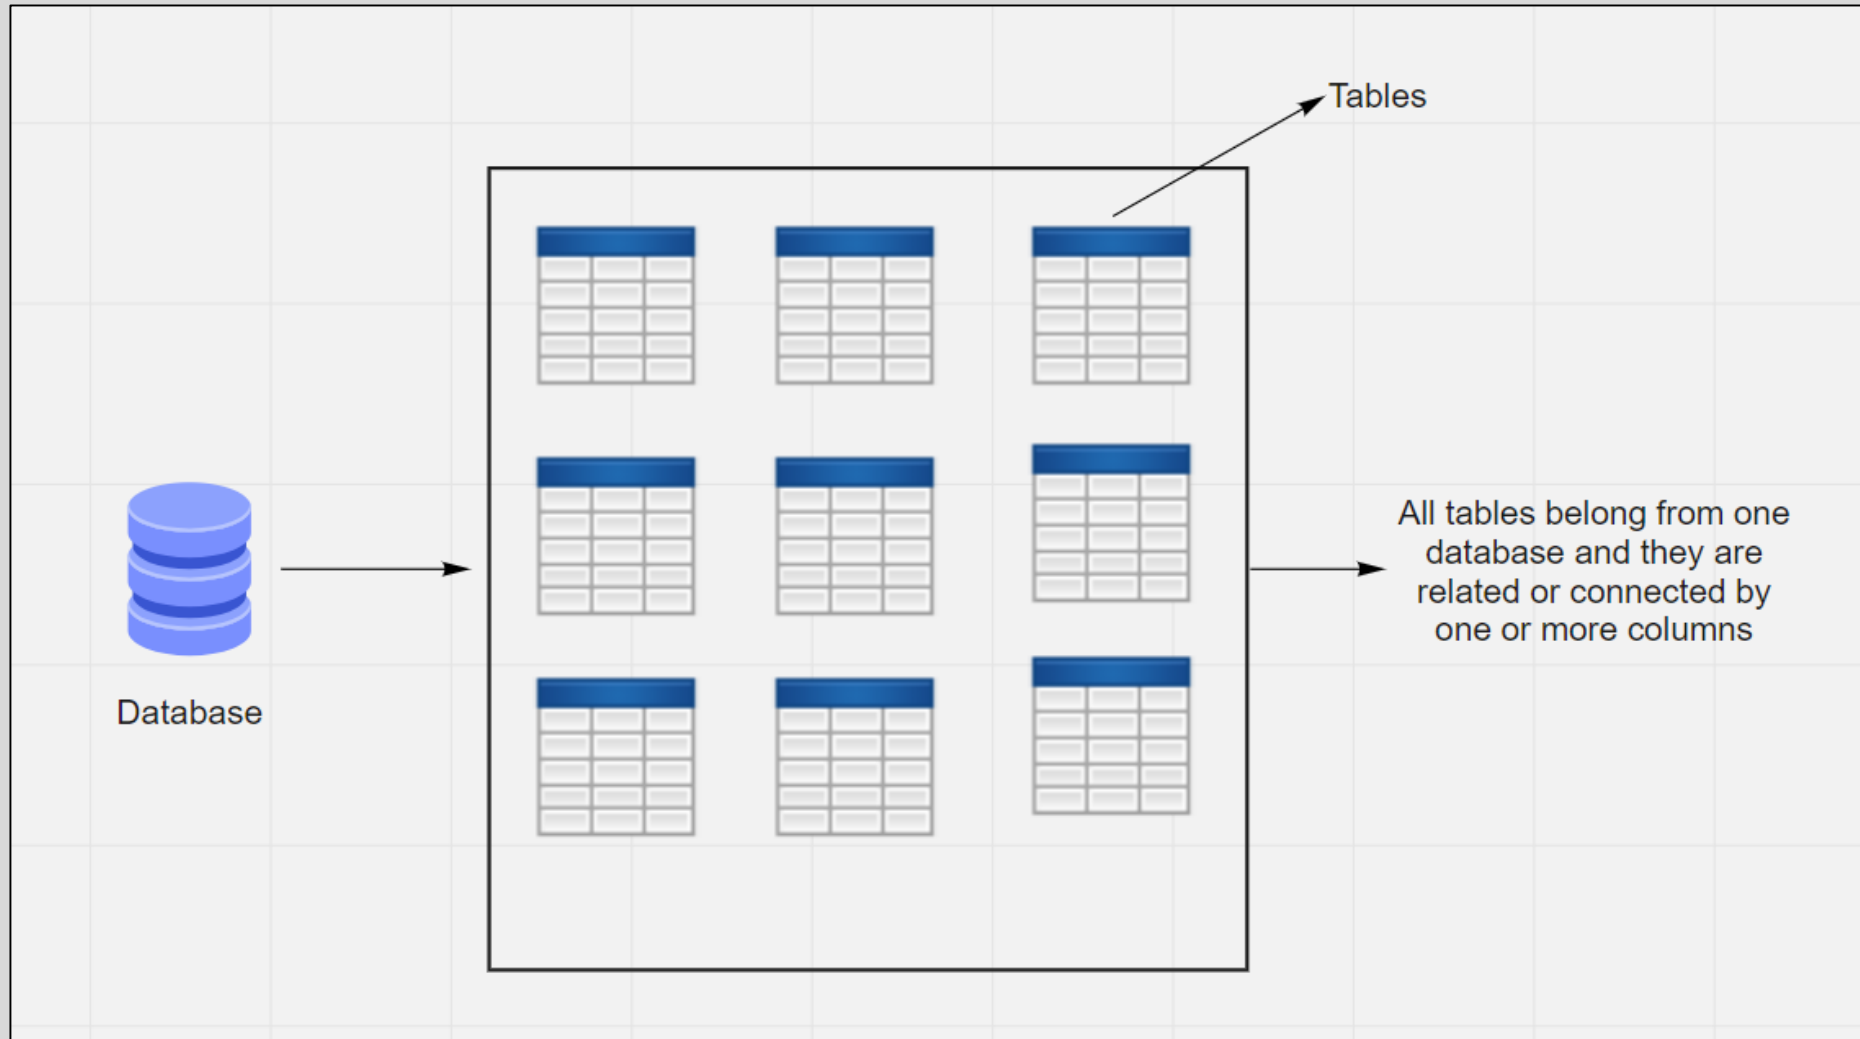 Tables
All tables belong from one
database and they are
related or connected by
one or more columns
Database